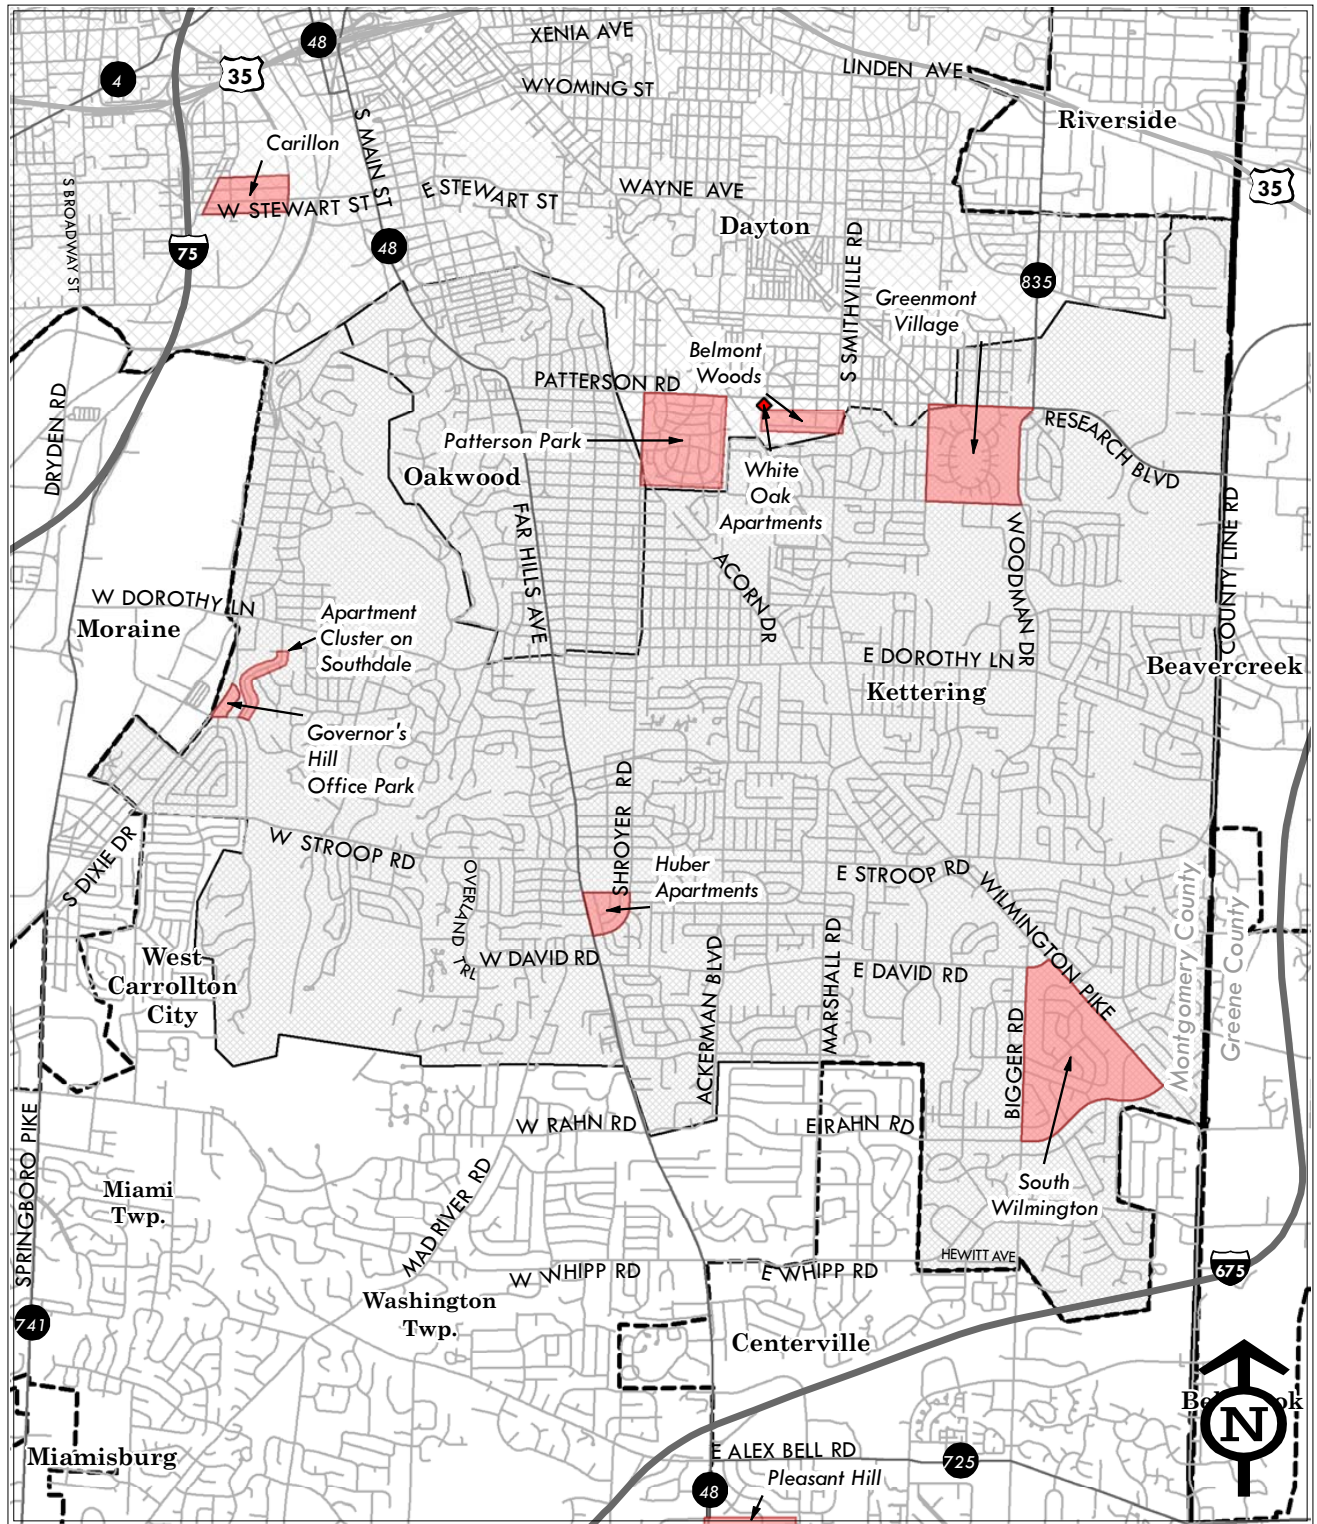 48
XENIA AVE
35
4
LINDEN AVE
WYOMING ST
Riverside
Carillon
S MAIN ST
35
E STEWART ST
WAYNE AVE
W STEWART ST
S BROADWAY ST
Dayton
48
75
S SMITHVILLE RD
835
Greenmont
Village
Belmont
Woods
PATTERSON RD
DRYDEN RD
Patterson Park
RESEARCH BLVD
Oakwood
White
Oak
Apartments
FAR HILLS AVE
WOODMAN DR
COUNTY LINE RD
ACORN DR
W DOROTHY LN
Moraine
Apartment
Cluster on
Southdale
E DOROTHY LN
Beavercreek
Kettering
Governor's
Hill
Office Park
SHROYER RD
W STROOP RD
S DIXIE DR
OVERLAND TRL
Huber
Apartments
E STROOP RD
WILMINGTON PIKE
Montgomery County
Greene County
West
Carrollton
City
W DAVID RD
ACKERMAN BLVD
MARSHALL RD
E DAVID RD
BIGGER RD
W RAHN RD
E RAHN RD
SPRINGBORO PIKE
Miami
Twp.
MAD RIVER RD
South
Wilmington
HEWITT AVE
W WHIPP RD
E WHIPP RD
675
Washington
Twp.
741
Centerville
N
Miamisburg
E ALEX BELL RD
725
Pleasant Hill
48